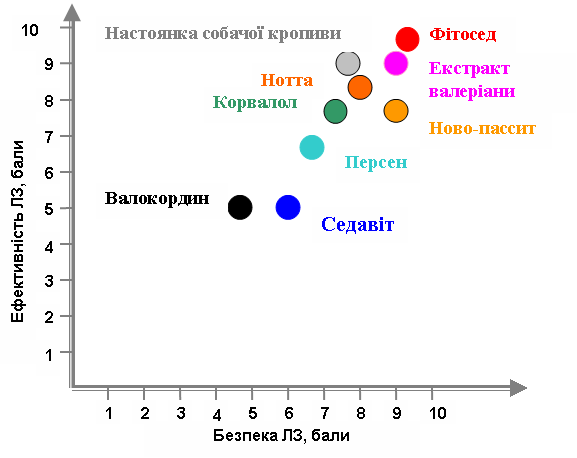 Ефективність ЛЗ, бали
10
9
8
7
6
5
4
3
2
1
Настоянка собачої кропиви
Фітосед
Екстракт
валеріани
Нотта
Корвалол
Ново-пассит
Персен
Валокордин
Седавіт
1 2 3 4 5 6 7 8 9 10
Безпека ЛЗ, бали